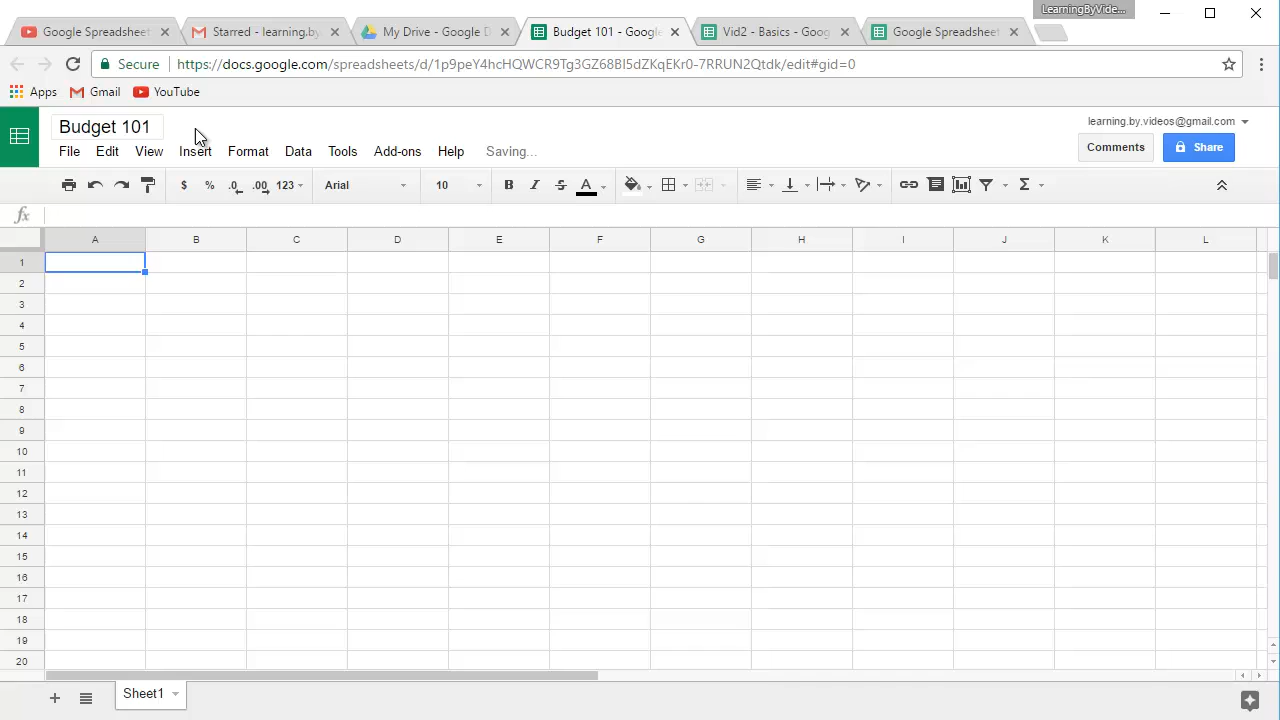 LearningByVide...
Google Spreadsheet
Starred - learning.by
My Drive - Google D
Budget 101 - Google
Vid2 - Basics - Goog
Google Spreadsheet
Secure
https://docs.google.com/spreadsheets/d/1p9peY4hcHQWCR9Tg3GZ68BI5dZKqEKr0-7RRUN2Qtdk/edit#gid=0
Apps Gmail YouTube
Budget 101
learning.by.videos@gmail.com
File Edit View Insert Format Data Tools Add-ons Help Saving...
Comments Share
$ % .0 .00 123 Arial 10 B I S A Σ
fx
A B C D E F G H I J K L
1
2
3
4
5
6
7
8
9
10
11
12
13
14
15
16
17
18
19
20
Sheet1